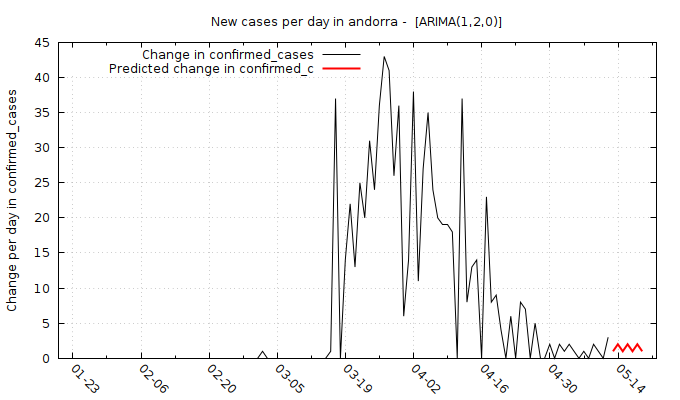 New cases per day in andorra -  [ARIMA(1,2,0)]
Change in confirmed_cases
Predicted change in confirmed_c
Change per day in confirmed_cases
45
40
35
30
25
20
15
10
5
0
01-23 02-06 02-20 03-05 03-19 04-02 04-16 04-30 05-14